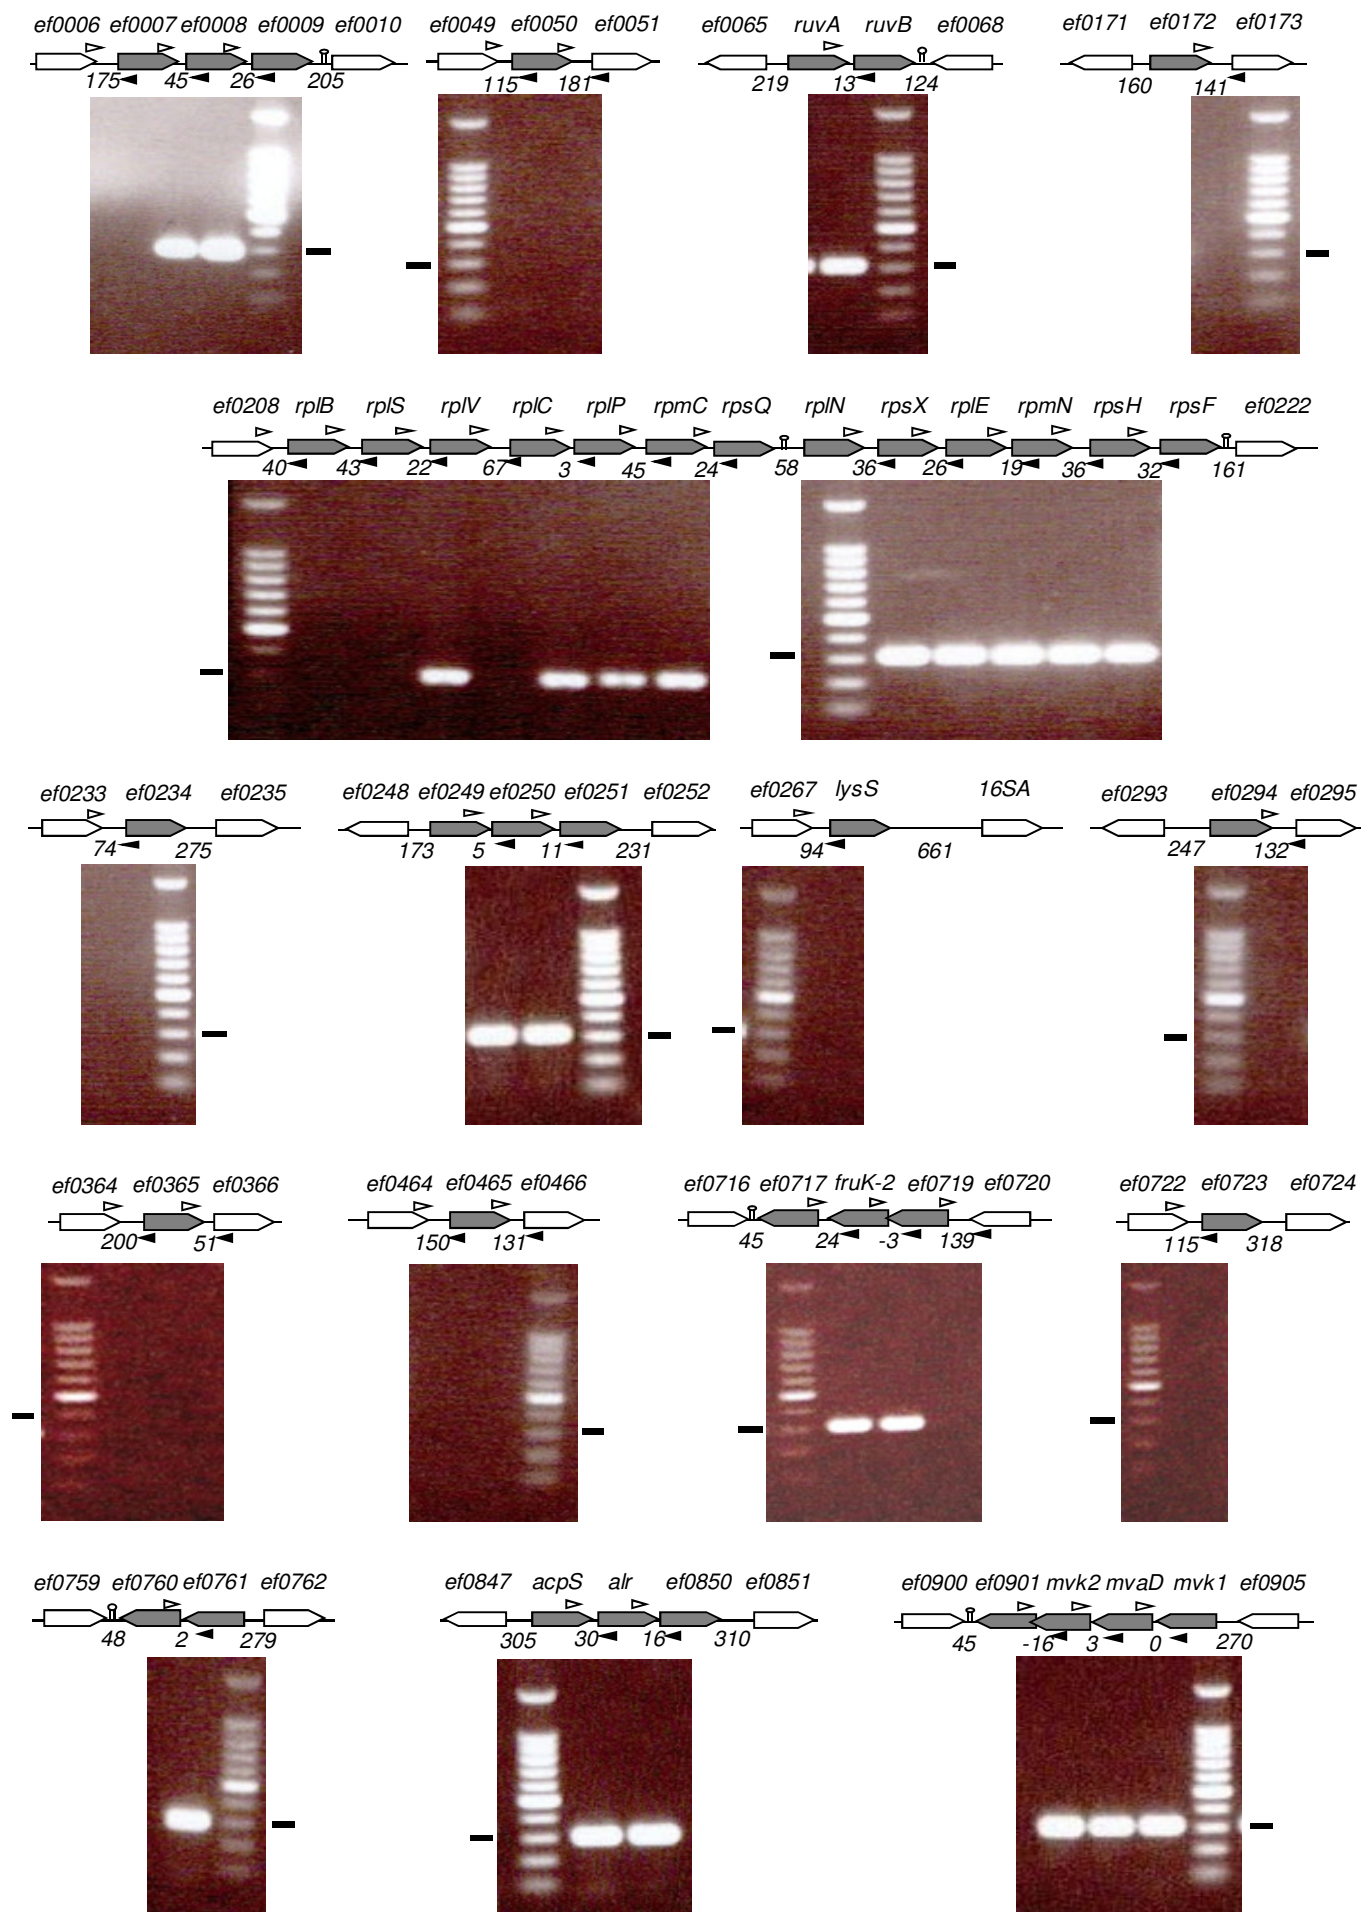 ef0006 ef0007 ef0008 ef0009 ef0010 ef0049 ef0050 ef0051 ef0065 ruvA ruvB ef0068 ef0171 ef0172 ef0173
175 45 26 205 115 181 219 13 124 160 141
ef0208 rplB rplS rplV rplC rplP rpmC rpsQ rplN rpsX rplE rpmN rpsH rpsF ef0222
40 43 22 67 3 45 24 58 36 26 19 36 32 161
ef0233 ef0234 ef0235 ef0248 ef0249 ef0250 ef0251 ef0252 ef0267 lysS 16SA ef0293 ef0294 ef0295
74 275 173 5 11 231 94 661 247 132
ef0364 ef0365 ef0366 ef0464 ef0465 ef0466 ef0716 ef0717 fruK-2 ef0719 ef0720 ef0722 ef0723 ef0724
200 51 150 131 45 24 -3 139 115 318
ef0759 ef0760 ef0761 ef0762 ef0847 acpS alr ef0850 ef0851 ef0900 ef0901 mvk2 mvaD mvk1 ef0905
48 2 279 305 30 16 310 45 -16 3 0 270